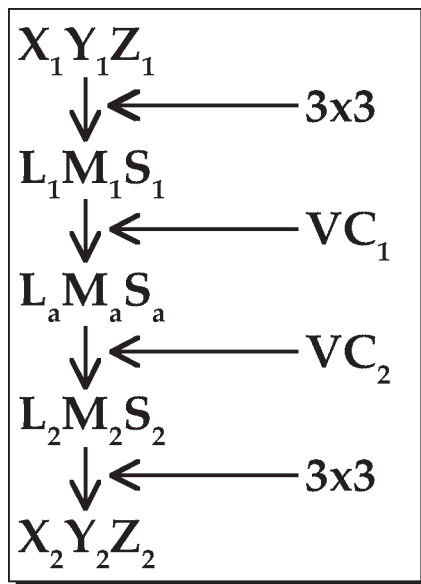 X₁Y₁Z₁
3x3
L₁M₁S₁
VC₁
LₐMₐSₐ
VC₂
L₂M₂S₂
3x3
X₂Y₂Z₂